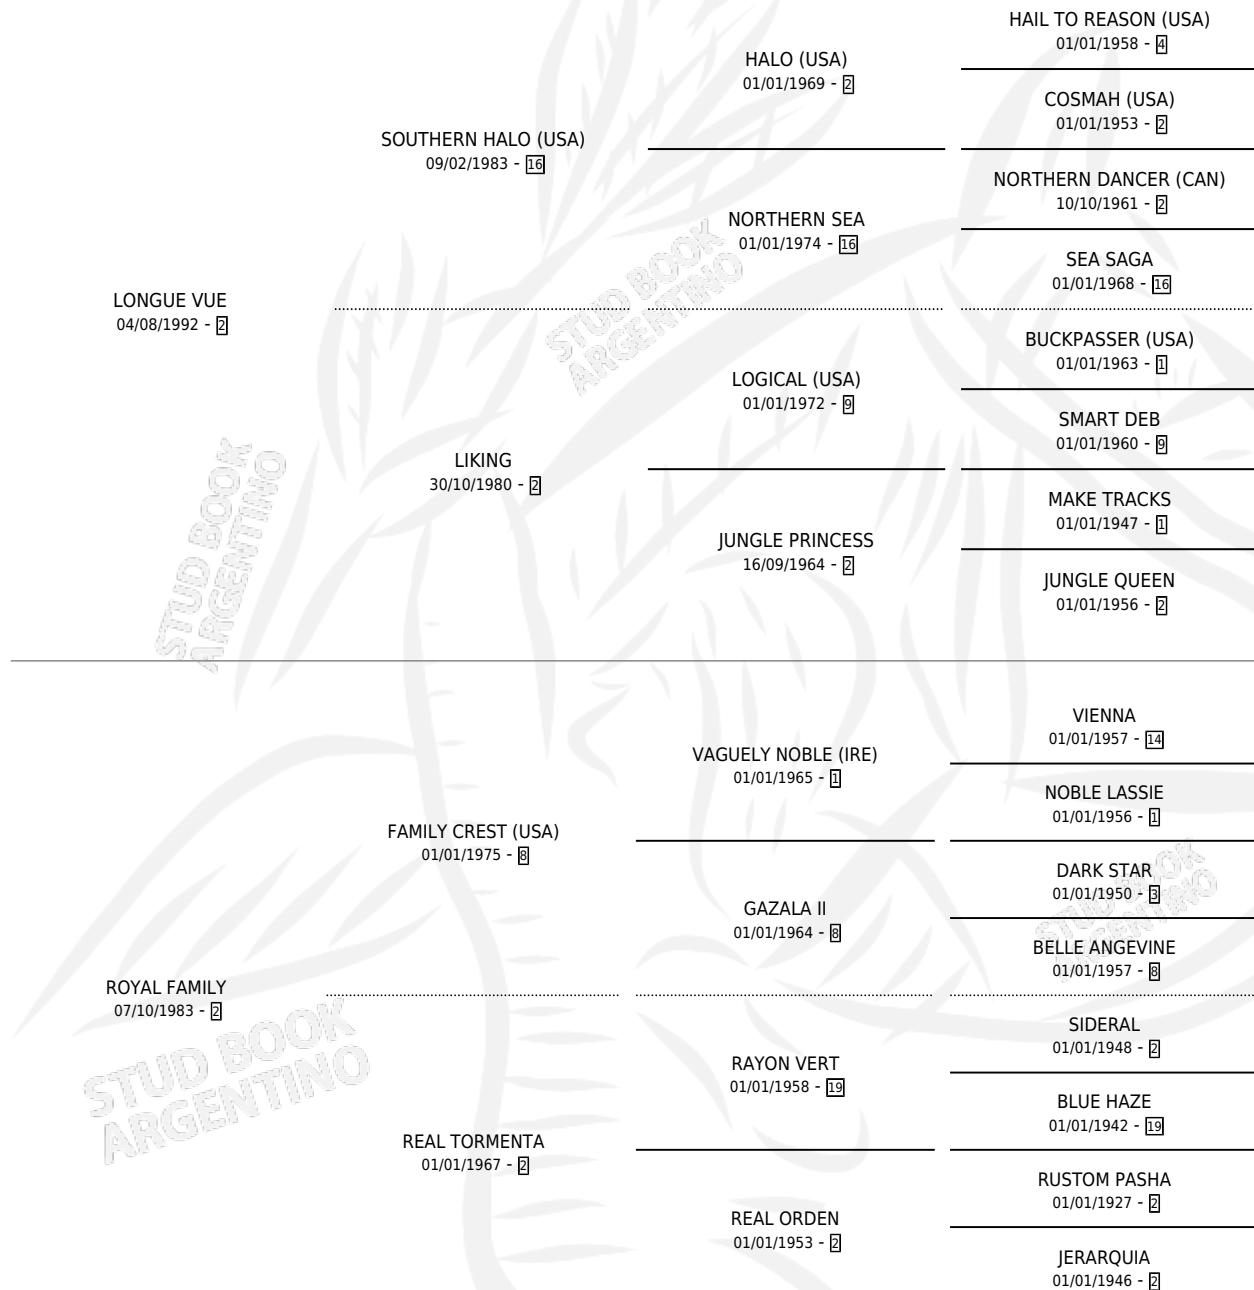 HAIL TO REASON (USA)
01/01/1958 - 4
HALO (USA)
01/01/1969 - 2
COSMAH (USA)
01/01/1953 - 2
SOUTHERN HALO (USA)
09/02/1983 - 16
NORTHERN DANCER (CAN)
10/10/1961 - 2
NORTHERN SEA
01/01/1974 - 16
SEA SAGA
01/01/1968 - 16
LONGUE VUE
04/08/1992 - 2
BUCKPASSER (USA)
01/01/1963 - 1
LOGICAL (USA)
01/01/1972 - 9
SMART DEB
01/01/1960 - 9
LIKING
30/10/1980 - 2
MAKE TRACKS
01/01/1947 - 1
JUNGLE PRINCESS
16/09/1964 - 2
JUNGLE QUEEN
01/01/1956 - 2
VIENNA
01/01/1957 - 14
VAGUELY NOBLE (IRE)
01/01/1965 - 1
NOBLE LASSIE
01/01/1956 - 1
FAMILY CREST (USA)
01/01/1975 - 8
DARK STAR
01/01/1950 - 3
GAZALA II
01/01/1964 - 8
BELLE ANGEVINE
01/01/1957 - 8
ROYAL FAMILY
07/10/1983 - 2
SIDERAL
01/01/1948 - 2
RAYON VERT
01/01/1958 - 19
BLUE HAZE
01/01/1942 - 19
REAL TORMENTA
01/01/1967 - 2
RUSTOM PASHA
01/01/1927 - 2
REAL ORDEN
01/01/1953 - 2
JERARQUIA
01/01/1946 - 2
STUD BOOK
ARGENTINO
STUD BOOK
ARGENTINO
STUD BOOK
ARGENTINO
STUD BOOK
ARGENTINO